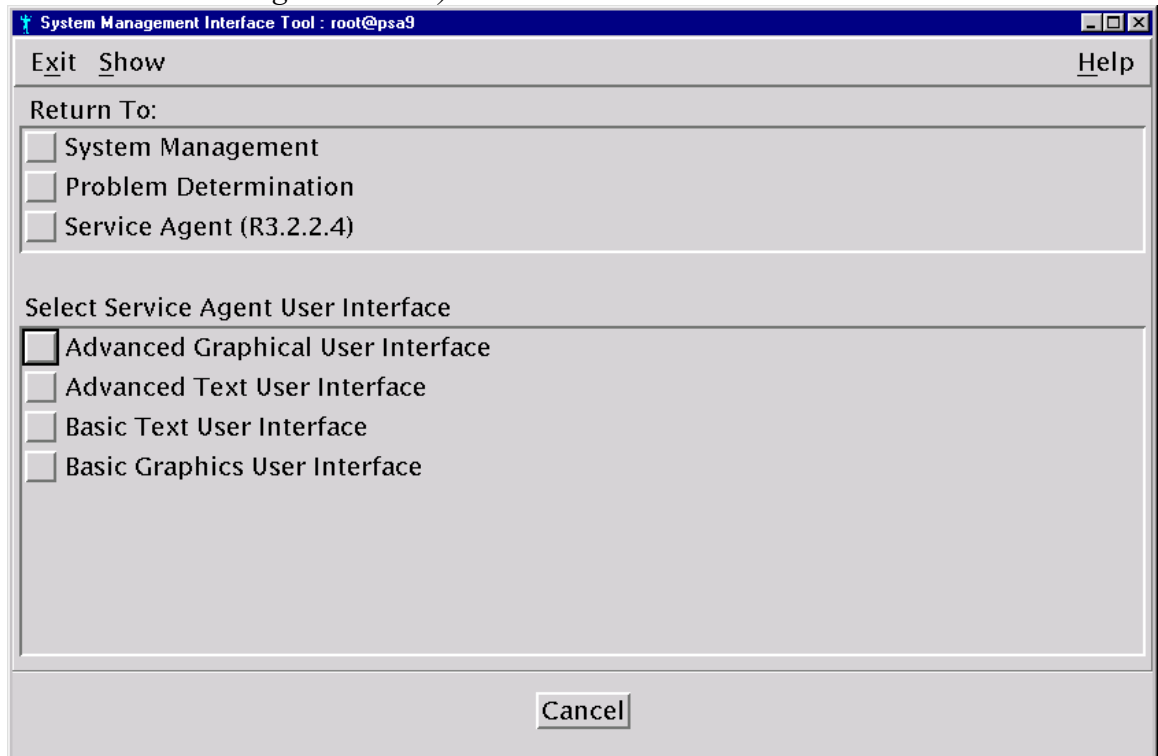 System Management Interface Tool : root@psa9
Exit Show Help
Return To:
System Management
Problem Determination
Service Agent (R3.2.2.4)
Select Service Agent User Interface
Advanced Graphical User Interface
Advanced Text User Interface
Basic Text User Interface
Basic Graphics User Interface
Cancel